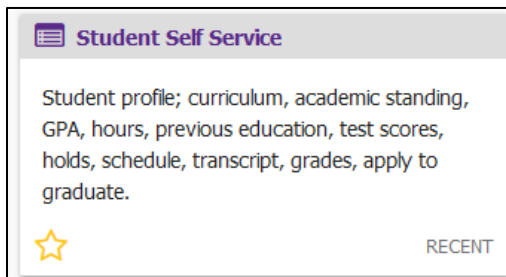 Student Self Service
Student profile; curriculum, academic standing,
GPA, hours, previous education, test scores,
holds, schedule, transcript, grades, apply to
graduate.
RECENT